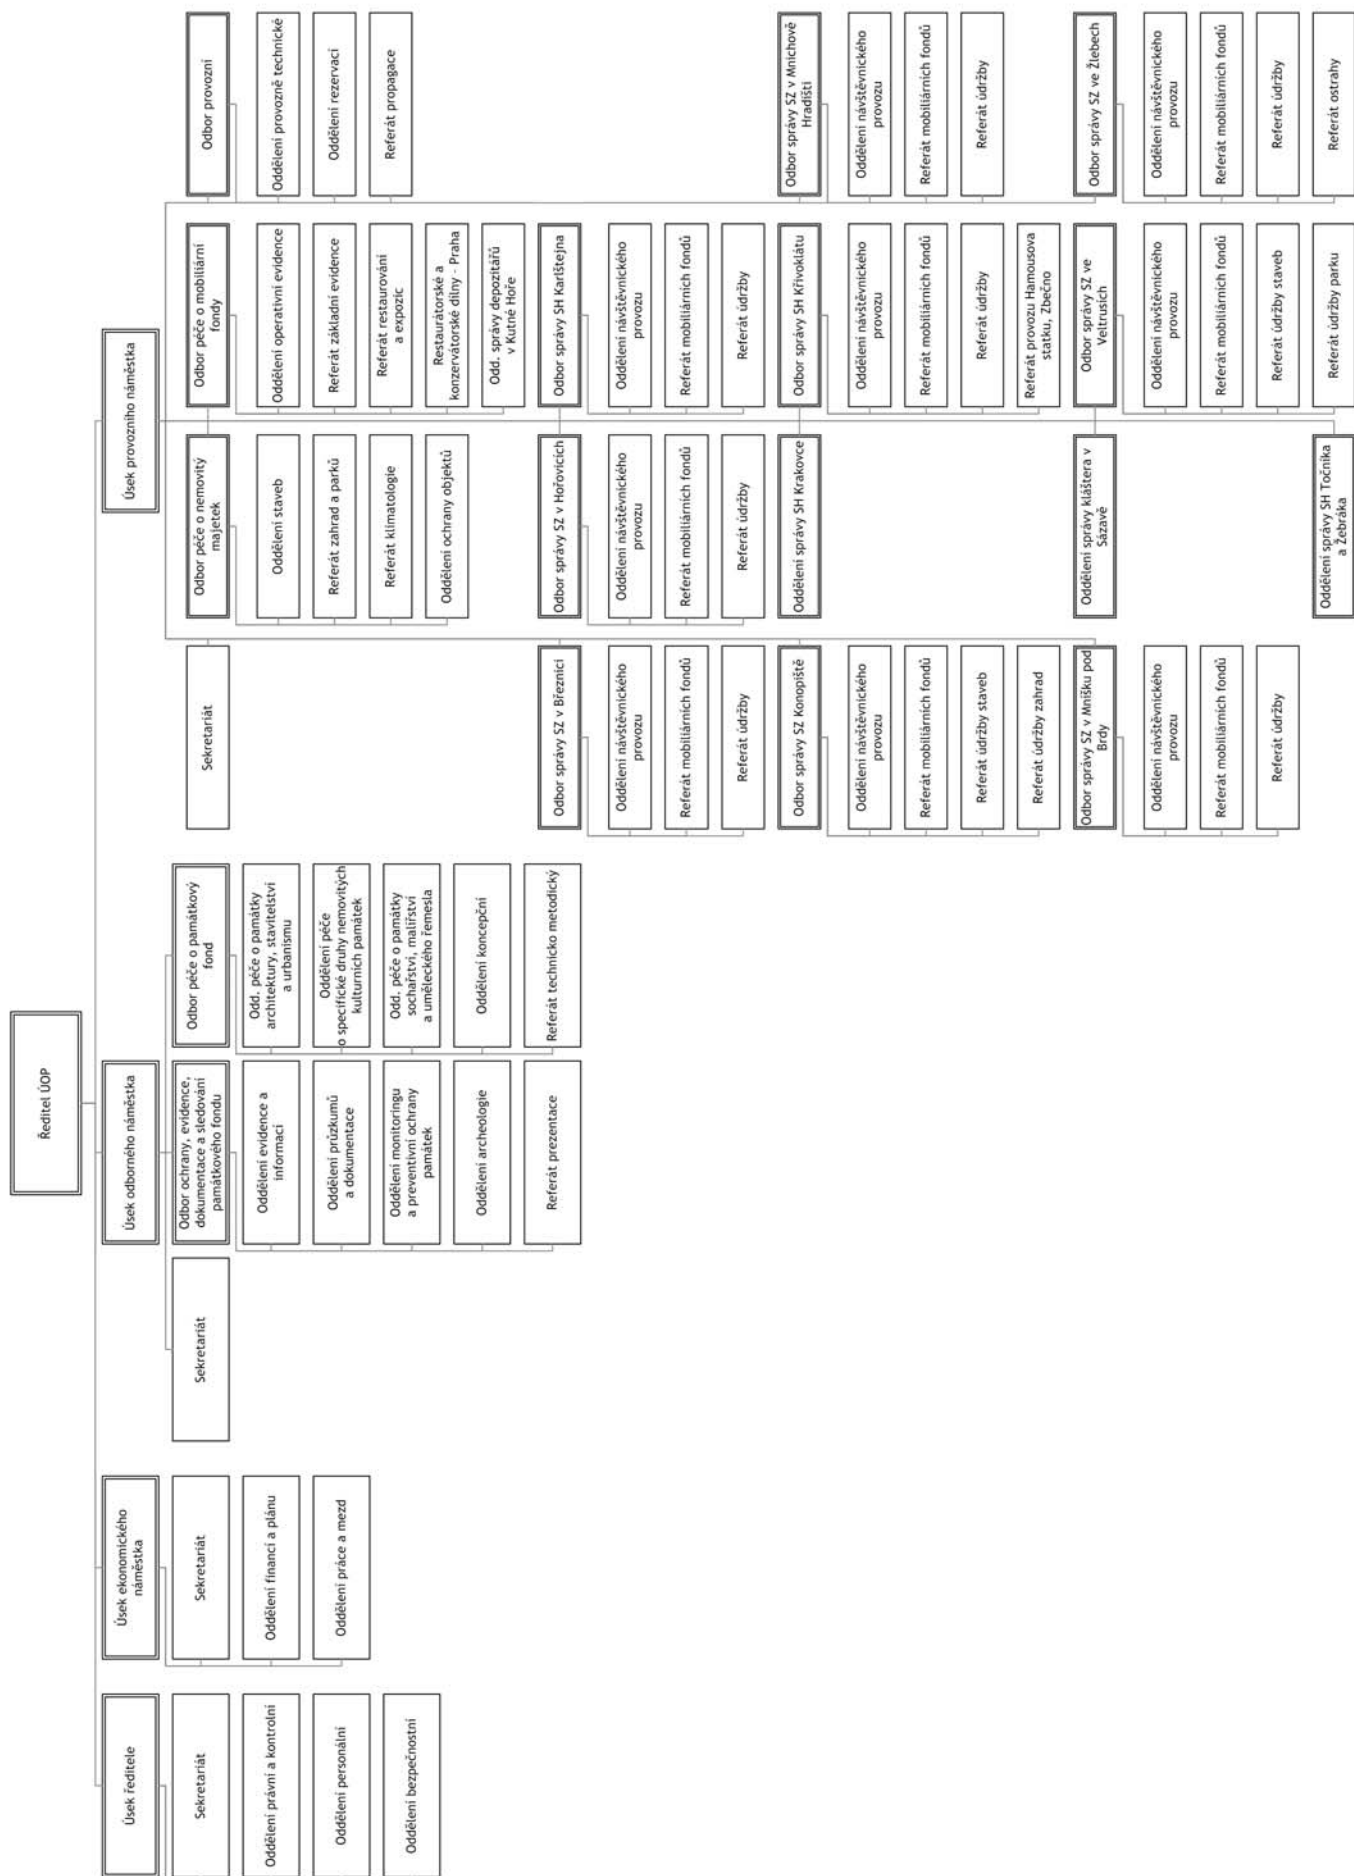 Ředitel ÚOP
Úsek ředitele
Sekretariát
Oddělení právní a kontrolní
Oddělení personální
Oddělení bezpečnostní
Úsek ekonomického
náměstka
Sekretariát
Oddělení financí a plánu
Oddělení práce a mezd
Úsek odborného náměstka
Sekretariát
Odbor ochrany, evidence,
dokumentace a sledování
památkového fondu
Oddělení evidence a
informací
Oddělení průzkumů
a dokumentace
Oddělení monitoringu
a preventivní ochrany
památek
Oddělení archeologie
Referát prezentace
Odbor péče o památkový
fond
Odd. péče o památky
architektury, stavitelství
a urbanismu
Oddělení péče
o specifické druhy nemovitých
kulturních památek
Odd. péče o památky
sochařství, malířství
a uměleckého řemesla
Oddělení koncepční
Referát technicko metodický
Úsek provozního náměstka
Sekretariát
Odbor péče o nemovitý
majetek
Oddělení staveb
Referát zahrad a parků
Referát klimatologie
Oddělení ochrany objektů
Odbor péče o mobiliární
fondy
Oddělení operativní evidence
Referát základní evidence
Referát restaurování
a expozic
Restaurátorské a
konzervátorské dílny - Praha
Odd. správy depozitářů
v Kutné Hoře
Odbor provozní
Oddělení provozně technické
Oddělení rezervací
Referát propagace
Odbor správy SZ v Březnici
Oddělení návštěvnického
provozu
Referát mobiliárních fondů
Referát údržby
Odbor správy SZ v Hořovicích
Oddělení návštěvnického
provozu
Referát mobiliárních fondů
Referát údržby
Odbor správy SH Karlštejna
Oddělení návštěvnického
provozu
Referát mobiliárních fondů
Referát údržby
Odbor správy SZ Konopiště
Oddělení návštěvnického
provozu
Referát mobiliárních fondů
Referát údržby staveb
Referát údržby zahrad
Oddělení správy SH Krakovce
Odbor správy SH Křivoklátu
Oddělení návštěvnického
provozu
Referát mobiliárních fondů
Referát údržby
Referát provozu Hamousova
statku, Zbečno
Odbor správy SZ v Mnichově
Hradišti
Oddělení návštěvnického
provozu
Referát mobiliárních fondů
Referát údržby
Odbor správy SZ v Mníšku pod
Brdy
Oddělení návštěvnického
provozu
Referát mobiliárních fondů
Referát údržby
Oddělení správy kláštera v
Sázavě
Odbor správy SZ ve
Veltrusích
Oddělení návštěvnického
provozu
Referát mobiliárních fondů
Referát údržby staveb
Referát údržby parku
Odbor správy SZ ve Žlebech
Oddělení návštěvnického
provozu
Referát mobiliárních fondů
Referát údržby
Referát ostrahy
Oddělení správy SH Točníka
a Žebráka